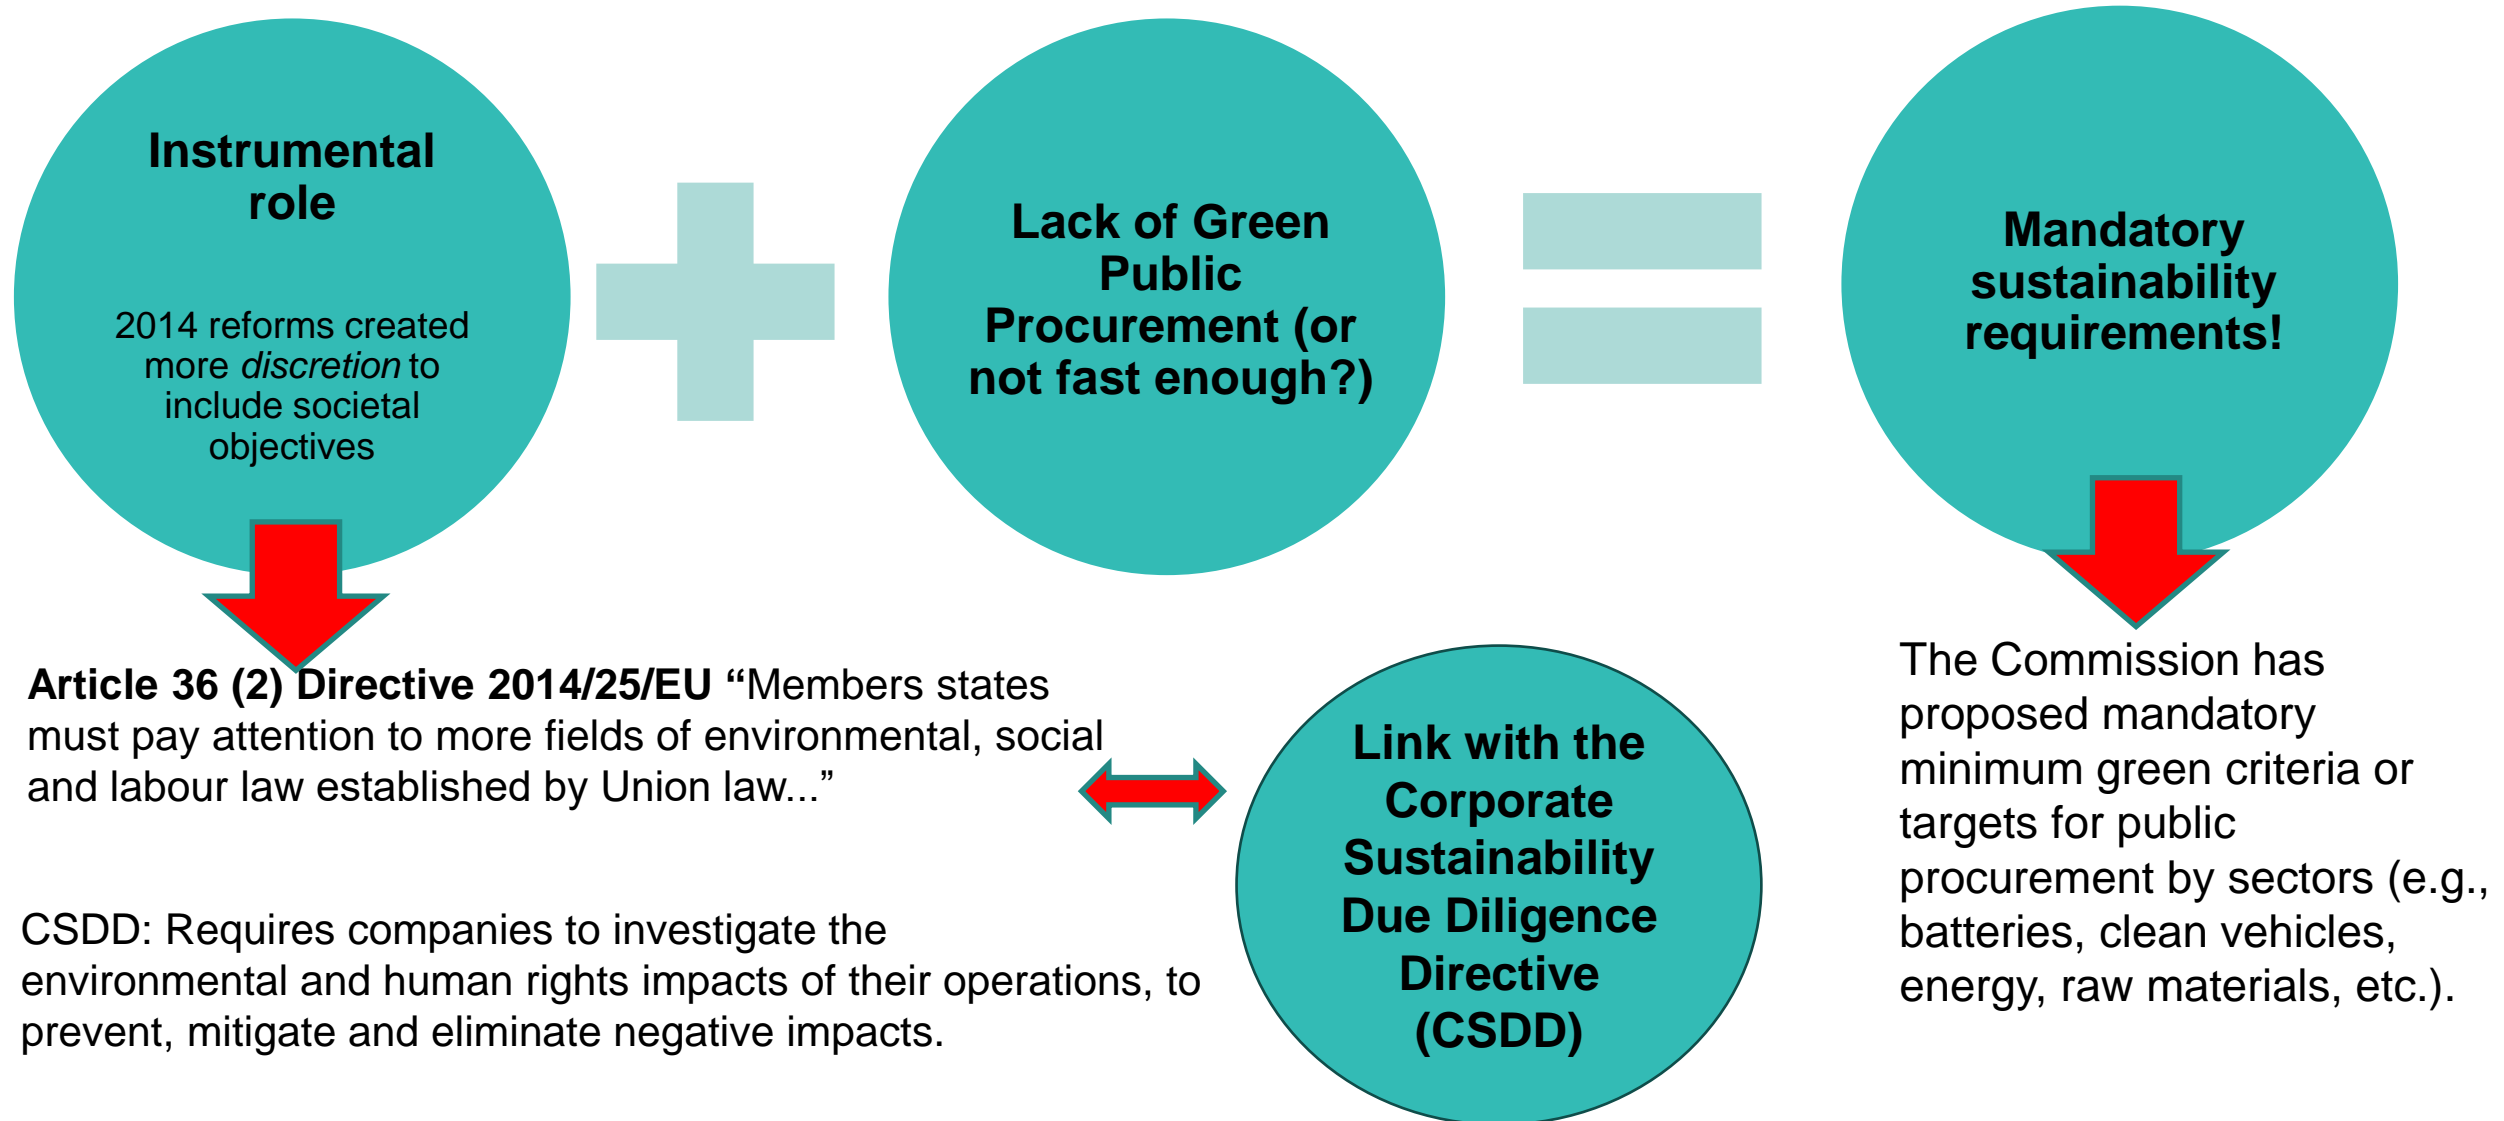 Instrumental
role
2014 reforms created
more discretion to
include societal
objectives
Lack of Green
Public
Procurement (or
not fast enough?)
Mandatory
sustainability
requirements!
Article 36 (2) Directive 2014/25/EU “Members states
must pay attention to more fields of environmental, social
and labour law established by Union law...”
CSDD: Requires companies to investigate the
environmental and human rights impacts of their operations, to
prevent, mitigate and eliminate negative impacts.
Link with the
Corporate
Sustainability
Due Diligence
Directive
(CSDD)
The Commission has
proposed mandatory
minimum green criteria or
targets for public
procurement by sectors (e.g.,
batteries, clean vehicles,
energy, raw materials, etc.).